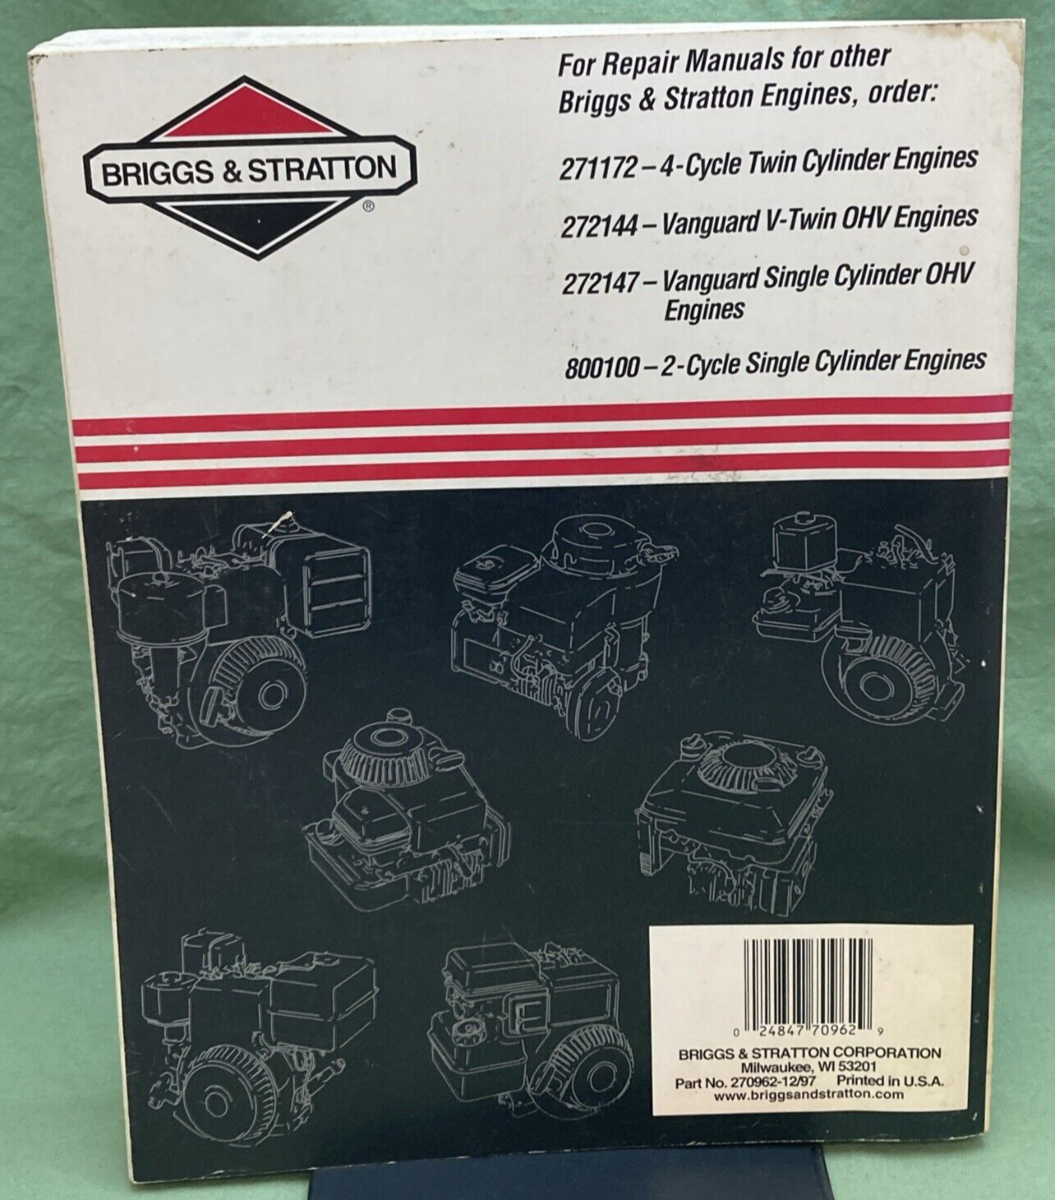 BRIGGS & STRATTON
®
For Repair Manuals for other
Briggs & Stratton Engines, order:
271172 – 4-Cycle Twin Cylinder Engines
272144 – Vanguard V-Twin OHV Engines
272147 – Vanguard Single Cylinder OHV
Engines
800100 – 2-Cycle Single Cylinder Engines
0 24847 70962 9
BRIGGS & STRATTON CORPORATION
Milwaukee, WI 53201
Part No. 270962-12/97 Printed in U.S.A.
www.briggsandstratton.com